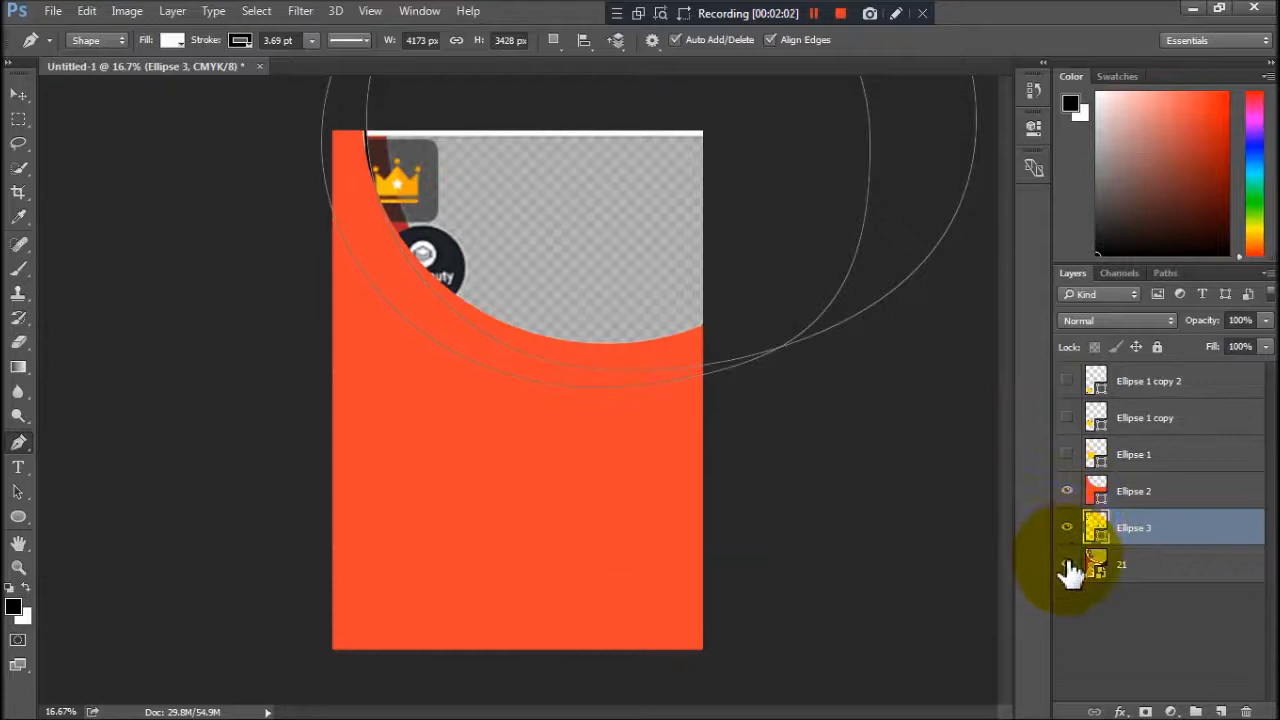 Ps File Edit Image Layer Type Select Filter 3D View Window Help
Recording [00:02:02]
Shape Fill: Stroke: 3.69 pt W: 4173 px H: 3428 px Auto Add/Delete Align Edges Essentials
Untitled-1 @ 16.7% (Ellipse 3, CMYK/8) * ×
Color Swatches
Layers Channels Paths
Kind
Normal Opacity: 100%
Lock: Fill: 100%
Ellipse 1 copy 2
Ellipse 1 copy
Ellipse 1
Ellipse 2
Ellipse 3
21
16.67% Doc: 29.8M/54.9M